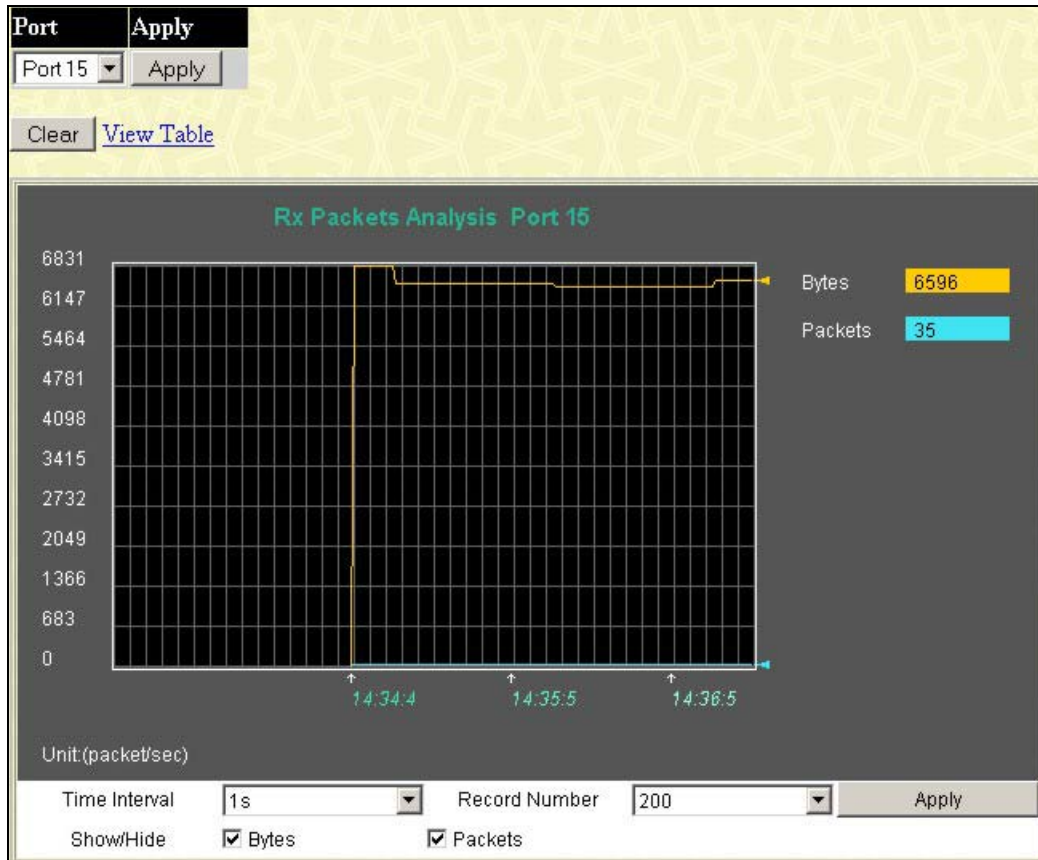 Port Apply
Port 15 Apply
Clear View Table
Rx Packets Analysis Port 15
6831
6147
5464
4781
4098
3415
2732
2049
1366
683
0
Bytes 6596
Packets 35
14:34:4 14:35:5 14:36:5
Unit:(packet/sec)
Time Interval 1s Record Number 200 Apply
Show/Hide Bytes Packets